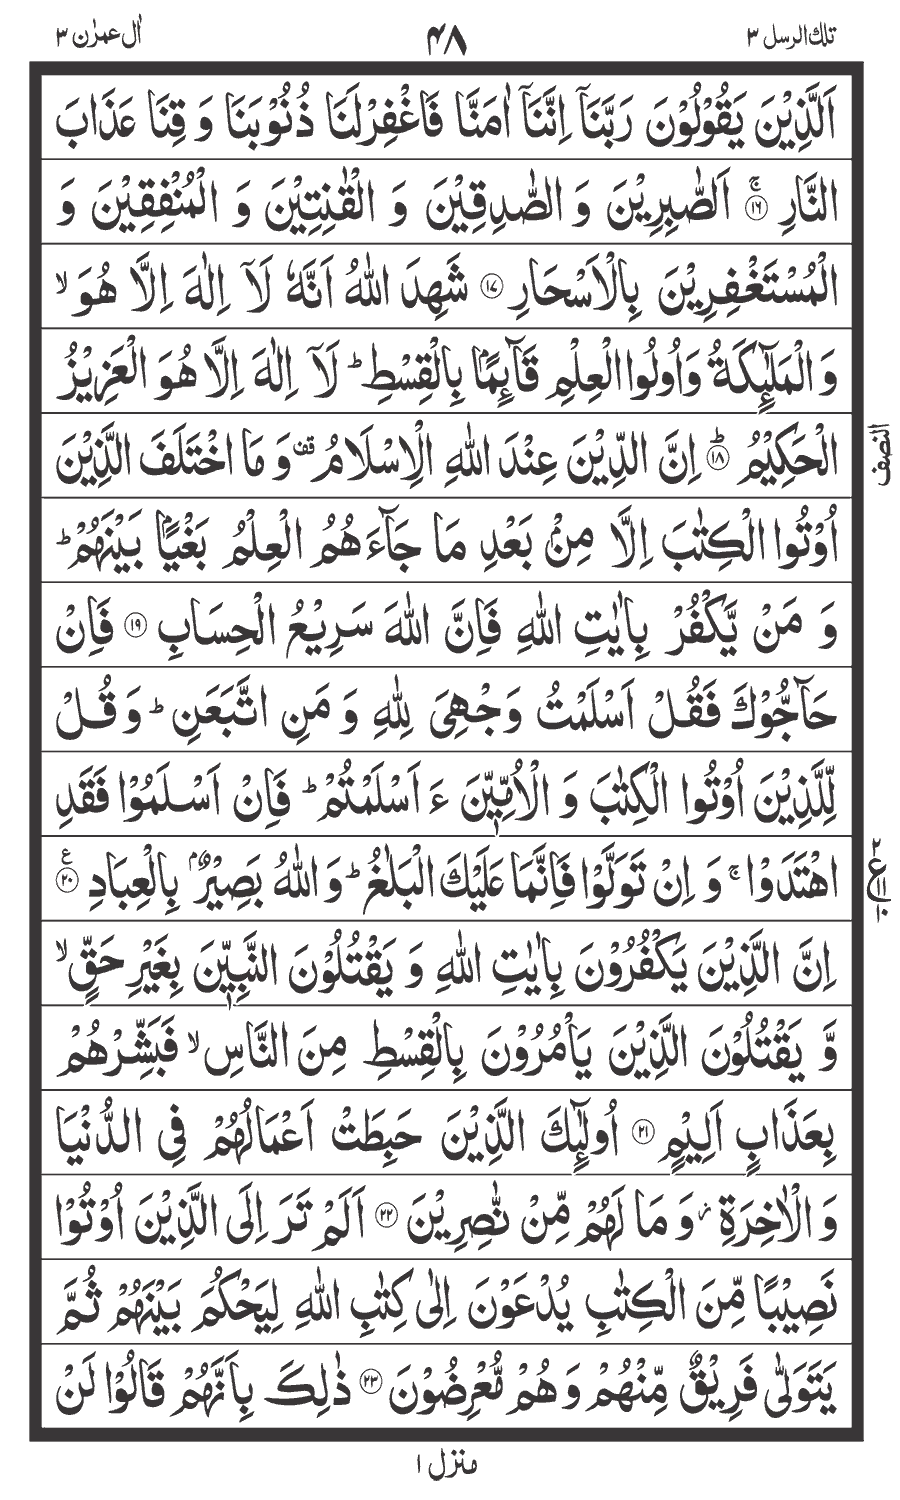 تلك الرسل ٣ ٤٨ اٰل عمرٰن ٣
اَلَّذِيْنَ يَقُوْلُوْنَ رَبَّنَاۤ اِنَّنَاۤ اٰمَنَّا فَاغْفِرْ لَنَا ذُنُوْبَنَا وَ قِنَا عَذَابَ
النَّارِۚ ١٦ اَلصّٰبِرِيْنَ وَ الصّٰدِقِيْنَ وَ الْقٰنِتِيْنَ وَ الْمُنْفِقِيْنَ وَ
الْمُسْتَغْفِرِيْنَ بِالْاَسْحَارِ ١٧ شَهِدَ اللّٰهُ اَنَّهٗ لَاۤ اِلٰهَ اِلَّا هُوَۙ
وَ الْمَلٰٓىِٕكَةُ وَ اُولُوا الْعِلْمِ قَآىِٕمًۢا بِالْقِسْطِؕ لَاۤ اِلٰهَ اِلَّا هُوَ الْعَزِيْزُ
الْحَكِيْمُؕ ١٨ اِنَّ الدِّيْنَ عِنْدَ اللّٰهِ الْاِسْلَامُ۫ وَ مَا اخْتَلَفَ الَّذِيْنَ
النصف
اُوْتُوا الْكِتٰبَ اِلَّا مِنْۢ بَعْدِ مَا جَآءَهُمُ الْعِلْمُ بَغْيًۢا بَيْنَهُمْؕ
وَ مَنْ يَّكْفُرْ بِاٰيٰتِ اللّٰهِ فَاِنَّ اللّٰهَ سَرِيْعُ الْحِسَابِ ١٩ فَاِنْ
حَآجُّوْكَ فَقُلْ اَسْلَمْتُ وَجْهِيَ لِلّٰهِ وَ مَنِ اتَّبَعَنِؕ وَ قُلْ
لِّلَّذِيْنَ اُوْتُوا الْكِتٰبَ وَ الْاُمِّيّٖنَ ءَاَسْلَمْتُمْؕ فَاِنْ اَسْلَمُوْا فَقَدِ
اهْتَدَوْاۚ وَ اِنْ تَوَلَّوْا فَاِنَّمَا عَلَيْكَ الْبَلٰغُؕ وَ اللّٰهُ بَصِيْرٌۢ بِالْعِبَادِ ٢٠ ع
اِنَّ الَّذِيْنَ يَكْفُرُوْنَ بِاٰيٰتِ اللّٰهِ وَ يَقْتُلُوْنَ النَّبِيّٖنَ بِغَيْرِ حَقٍّۙ
وَّ يَقْتُلُوْنَ الَّذِيْنَ يَاْمُرُوْنَ بِالْقِسْطِ مِنَ النَّاسِۙ فَبَشِّرْهُمْ
بِعَذَابٍ اَلِيْمٍ ٢١ اُولٰٓىِٕكَ الَّذِيْنَ حَبِطَتْ اَعْمَالُهُمْ فِي الدُّنْيَا
وَ الْاٰخِرَةِؗ وَ مَا لَهُمْ مِّنْ نّٰصِرِيْنَ ٢٢ اَلَمْ تَرَ اِلَى الَّذِيْنَ اُوْتُوْا
نَصِيْبًا مِّنَ الْكِتٰبِ يُدْعَوْنَ اِلٰى كِتٰبِ اللّٰهِ لِيَحْكُمَ بَيْنَهُمْ ثُمَّ
يَتَوَلّٰى فَرِيْقٌ مِّنْهُمْ وَ هُمْ مُّعْرِضُوْنَ ٢٣ ذٰلِكَ بِاَنَّهُمْ قَالُوْا لَنْ
منزل ١